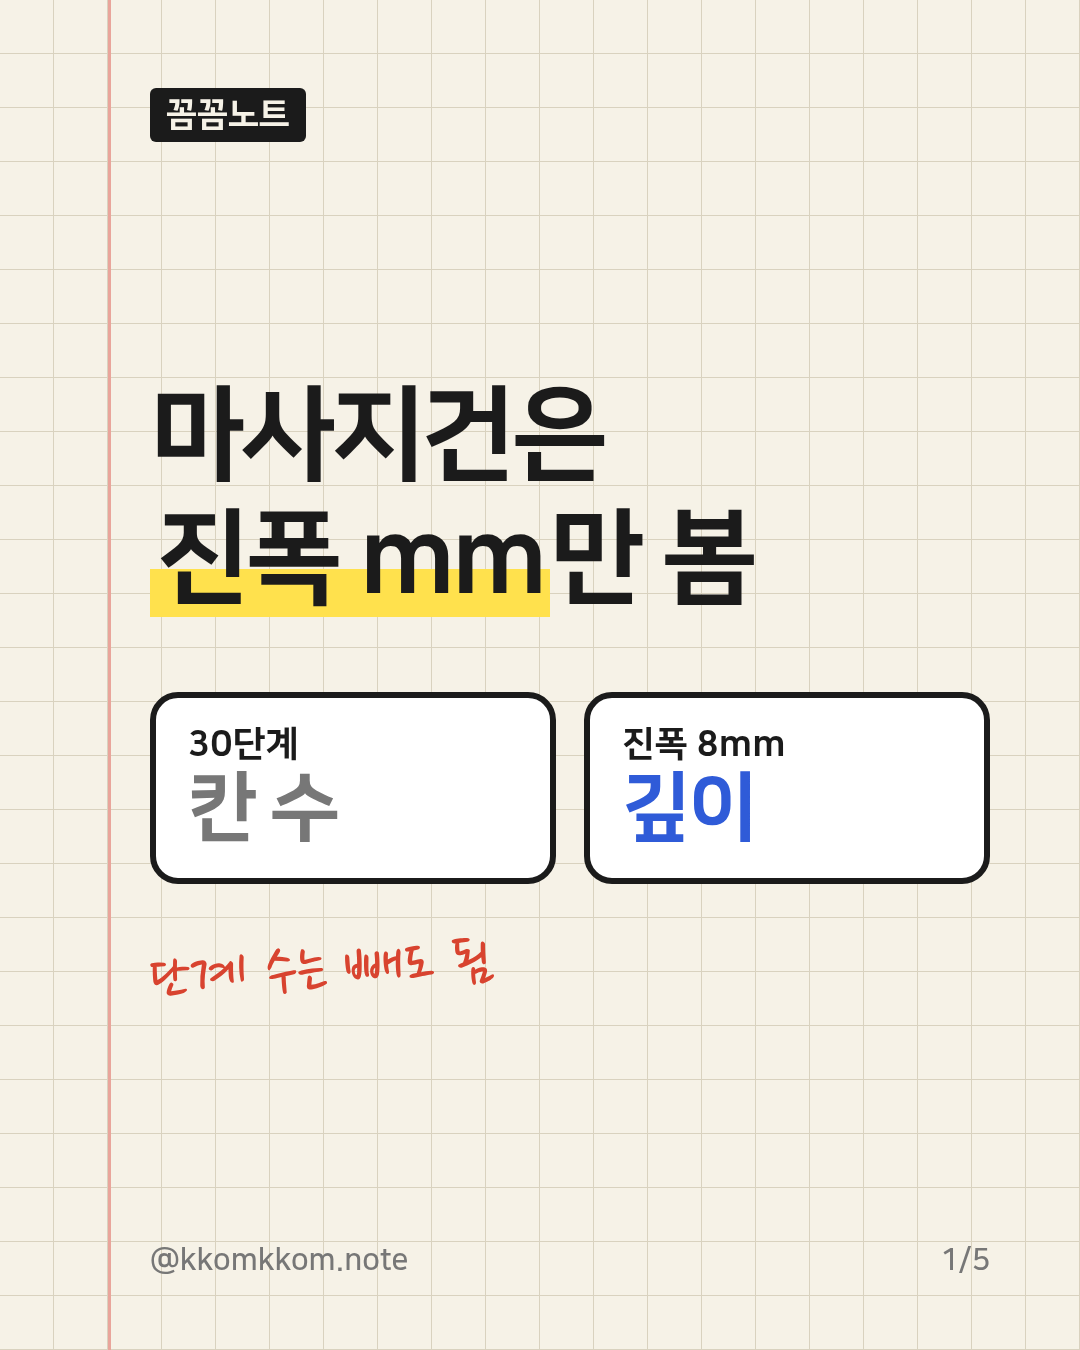 꼼꼼노트
마사지건은
진폭 mm만 봄
30단계
칸 수
진폭 8mm
깊이
단계 수는 빼도 됨
@kkomkkom.note
1/5